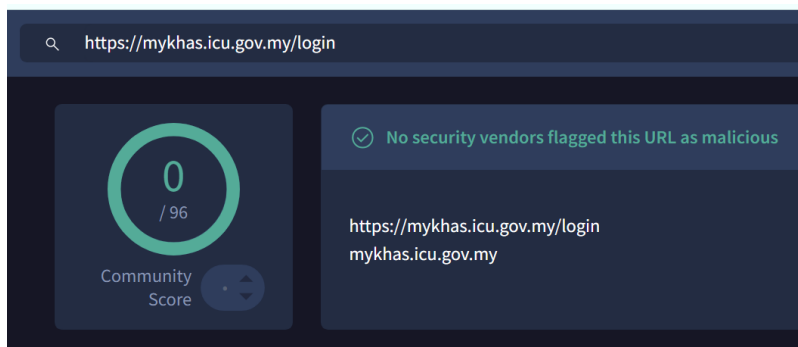 https://mykhas.icu.gov.my/login
0
/ 96
Community
Score
No security vendors flagged this URL as malicious
https://mykhas.icu.gov.my/login
mykhas.icu.gov.my